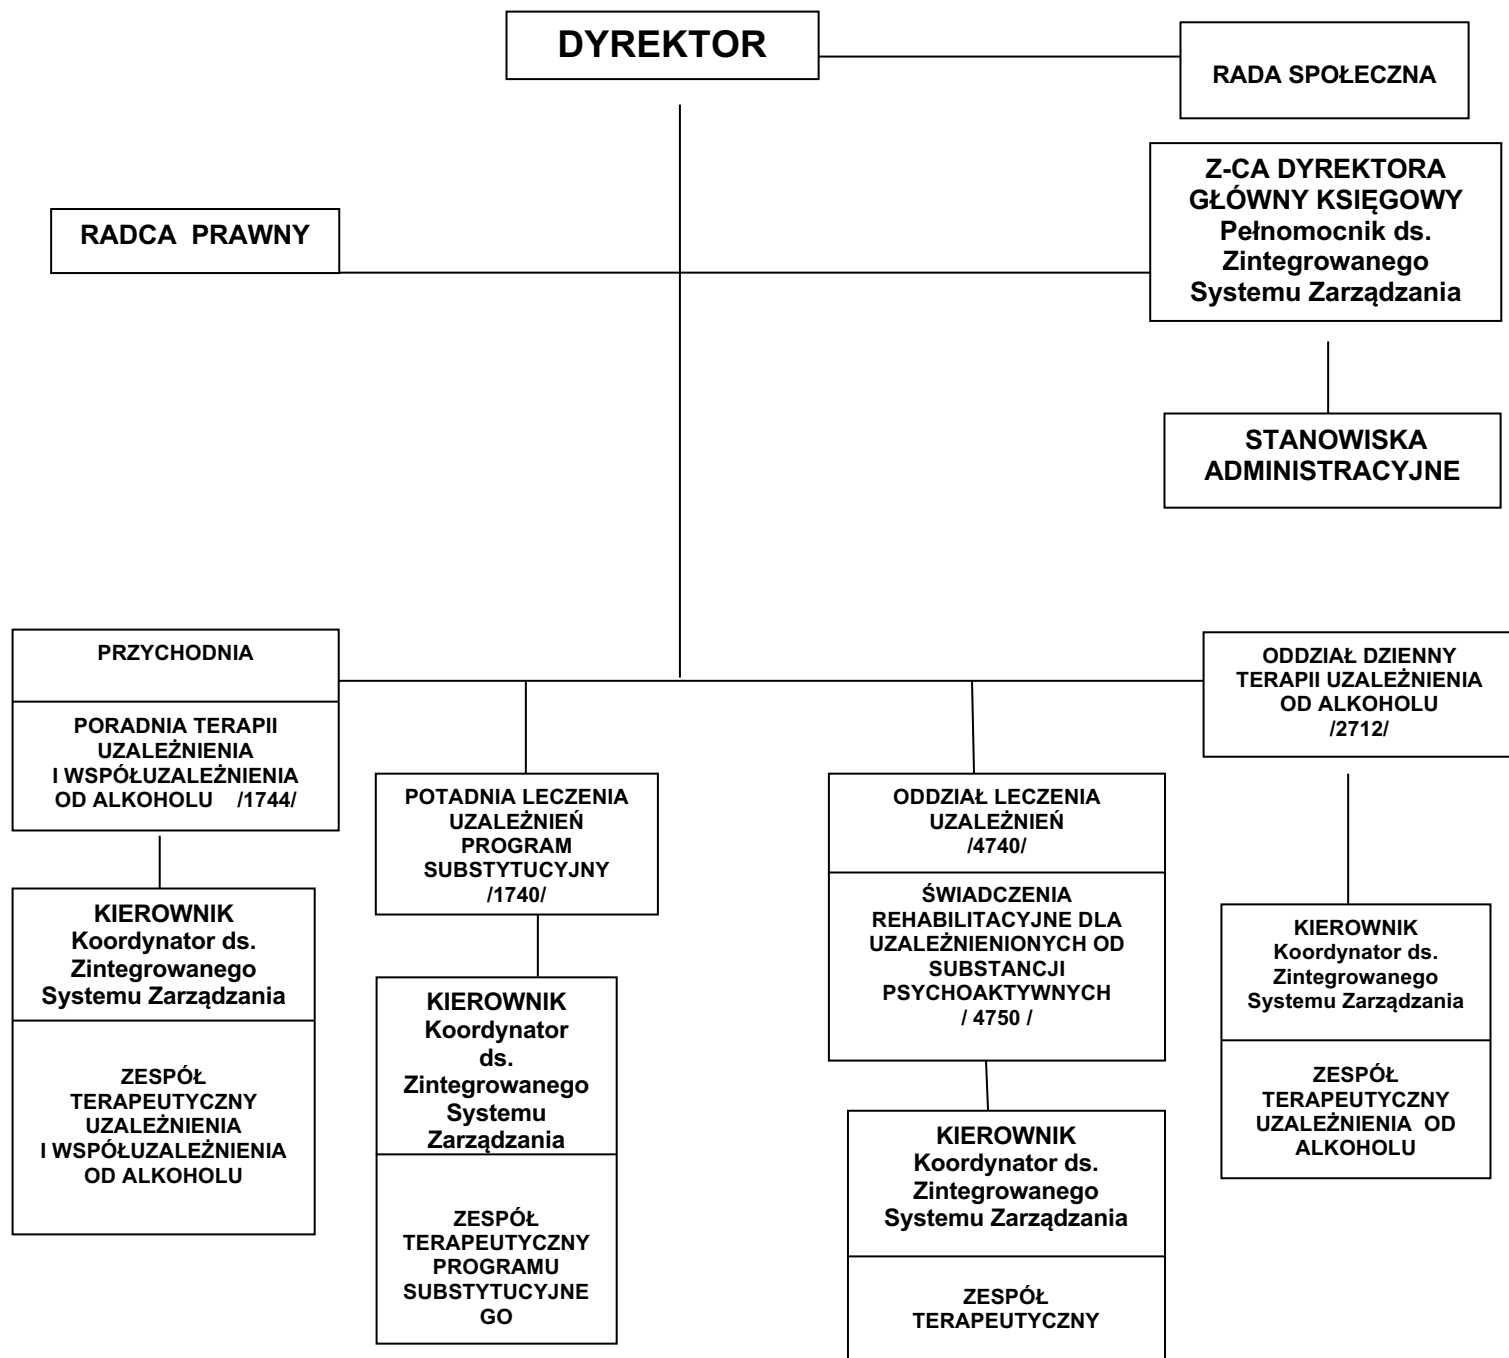 DYREKTOR
RADA SPOŁECZNA
Z-CA DYREKTORA
GŁÓWNY KSIĘGOWY
Pełnomocnik ds.
Zintegrowanego
Systemu Zarządzania
RADCA PRAWNY
STANOWISKA
ADMINISTRACYJNE
PRZYCHODNIA
PORADNIA TERAPII
UZALEŻNIENIA
I WSPÓŁUZALEŻNIENIA
OD ALKOHOLU /1744/
KIEROWNIK
Koordynator ds.
Zintegrowanego
Systemu Zarządzania
ZESPÓŁ
TERAPEUTYCZNY
UZALEŻNIENIA
I WSPÓŁUZALEŻNIENIA
OD ALKOHOLU
POTADNIA LECZENIA
UZALEŻNIEŃ
PROGRAM
SUBSTYTUCYJNY
/1740/
KIEROWNIK
Koordynator
ds.
Zintegrowanego
Systemu
Zarządzania
ZESPÓŁ
TERAPEUTYCZNY
PROGRAMU
SUBSTYTUCYJNE
GO
ODDZIAŁ LECZENIA
UZALEŻNIEŃ
/4740/
ŚWIADCZENIA
REHABILITACYJNE DLA
UZALEŻNIENIONYCH OD
SUBSTANCJI
PSYCHOAKTYWNYCH
/ 4750 /
KIEROWNIK
Koordynator ds.
Zintegrowanego
Systemu Zarządzania
ZESPÓŁ
TERAPEUTYCZNY
ODDZIAŁ DZIENNY
TERAPII UZALEŻNIENIA
OD ALKOHOLU
/2712/
KIEROWNIK
Koordynator ds.
Zintegrowanego
Systemu Zarządzania
ZESPÓŁ
TERAPEUTYCZNY
UZALEŻNIENIA OD
ALKOHOLU